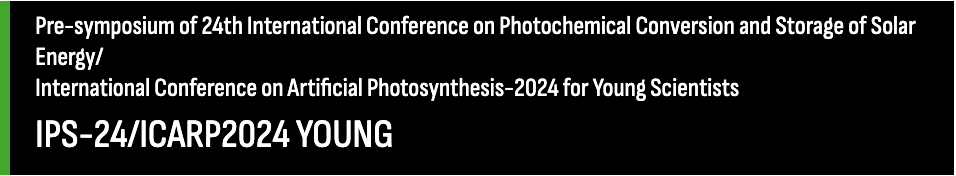 Pre-symposium of 24th International Conference on Photochemical Conversion and Storage of Solar
Energy/
International Conference on Artificial Photosynthesis-2024 for Young Scientists
IPS-24/ICARP2024 YOUNG